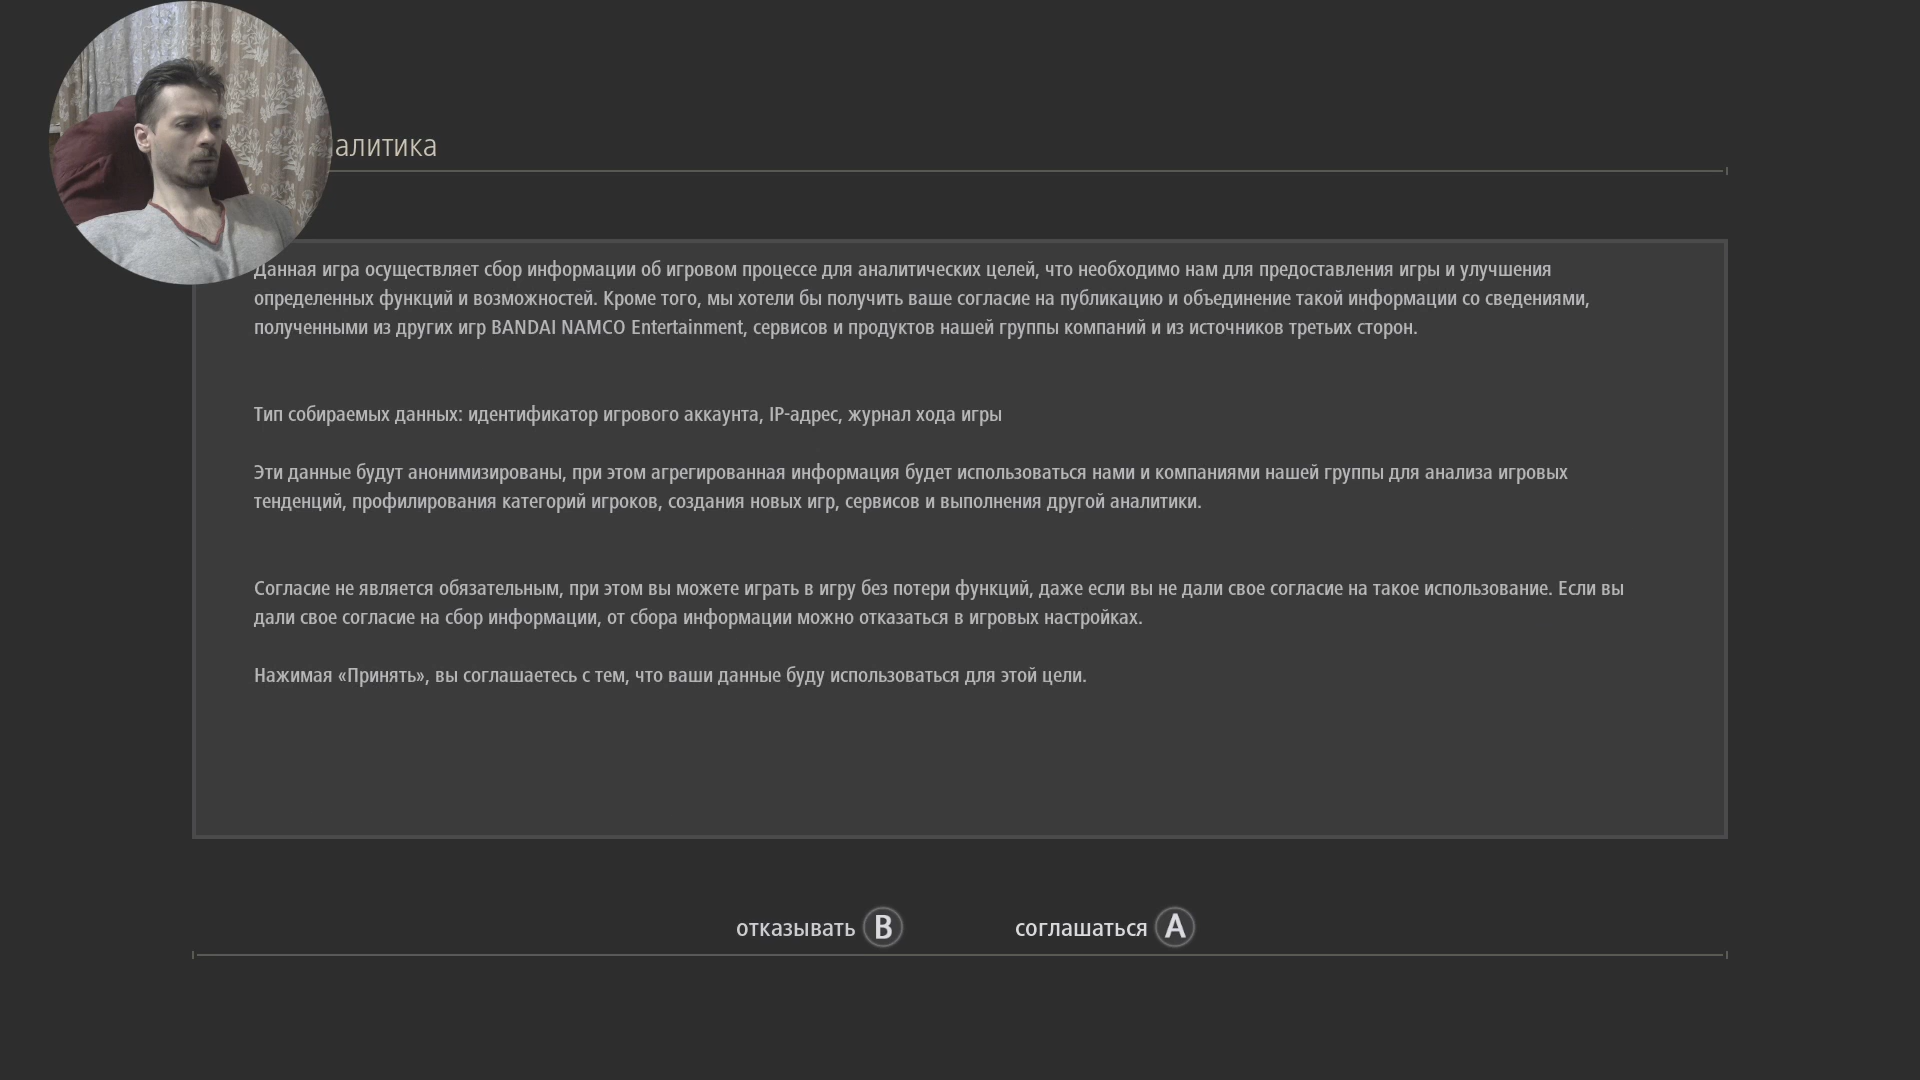 алитика
Данная игра осуществляет сбор информации об игровом процессе для аналитических целей, что необходимо нам для предоставления игры и улучшения
определенных функций и возможностей. Кроме того, мы хотели бы получить ваше согласие на публикацию и объединение такой информации со сведениями,
полученными из других игр BANDAI NAMCO Entertainment, сервисов и продуктов нашей группы компаний и из источников третьих сторон.
Тип собираемых данных: идентификатор игрового аккаунта, IP-адрес, журнал хода игры
Эти данные будут анонимизированы, при этом агрегированная информация будет использоваться нами и компаниями нашей группы для анализа игровых
тенденций, профилирования категорий игроков, создания новых игр, сервисов и выполнения другой аналитики.
Согласие не является обязательным, при этом вы можете играть в игру без потери функций, даже если вы не дали свое согласие на такое использование. Если вы
дали свое согласие на сбор информации, от сбора информации можно отказаться в игровых настройках.
Нажимая «Принять», вы соглашаетесь с тем, что ваши данные буду использоваться для этой цели.
отказывать B соглашаться A